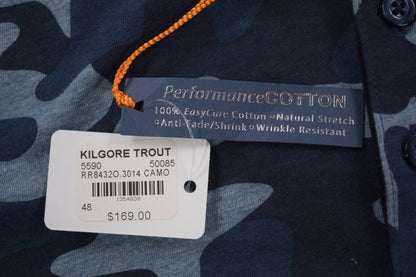 PerformanceCOTTON
100% EasyCare Cotton • Natural Stretch
• Anti-Fade/Shrink • Wrinkle Resistant
KILGORE TROUT
5590 50085
RR8432O.3014 CAMO
1354808
48
$169.00